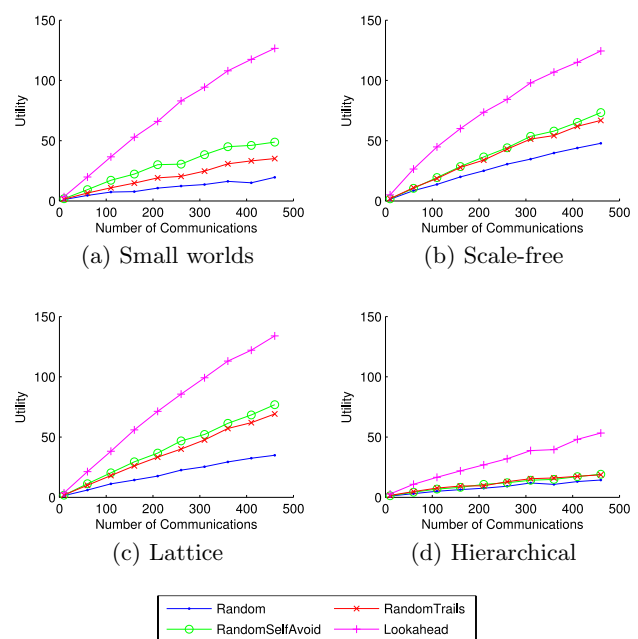 150
100
50
0
Utility
0 100 200 300 400 500
Number of Communications
(a) Small worlds
150
100
50
0
Utility
0 100 200 300 400 500
Number of Communications
(b) Scale-free
150
100
50
0
Utility
0 100 200 300 400 500
Number of Communications
(c) Lattice
150
100
50
0
Utility
0 100 200 300 400 500
Number of Communications
(d) Hierarchical
Random
RandomSelfAvoid
RandomTrails
Lookahead